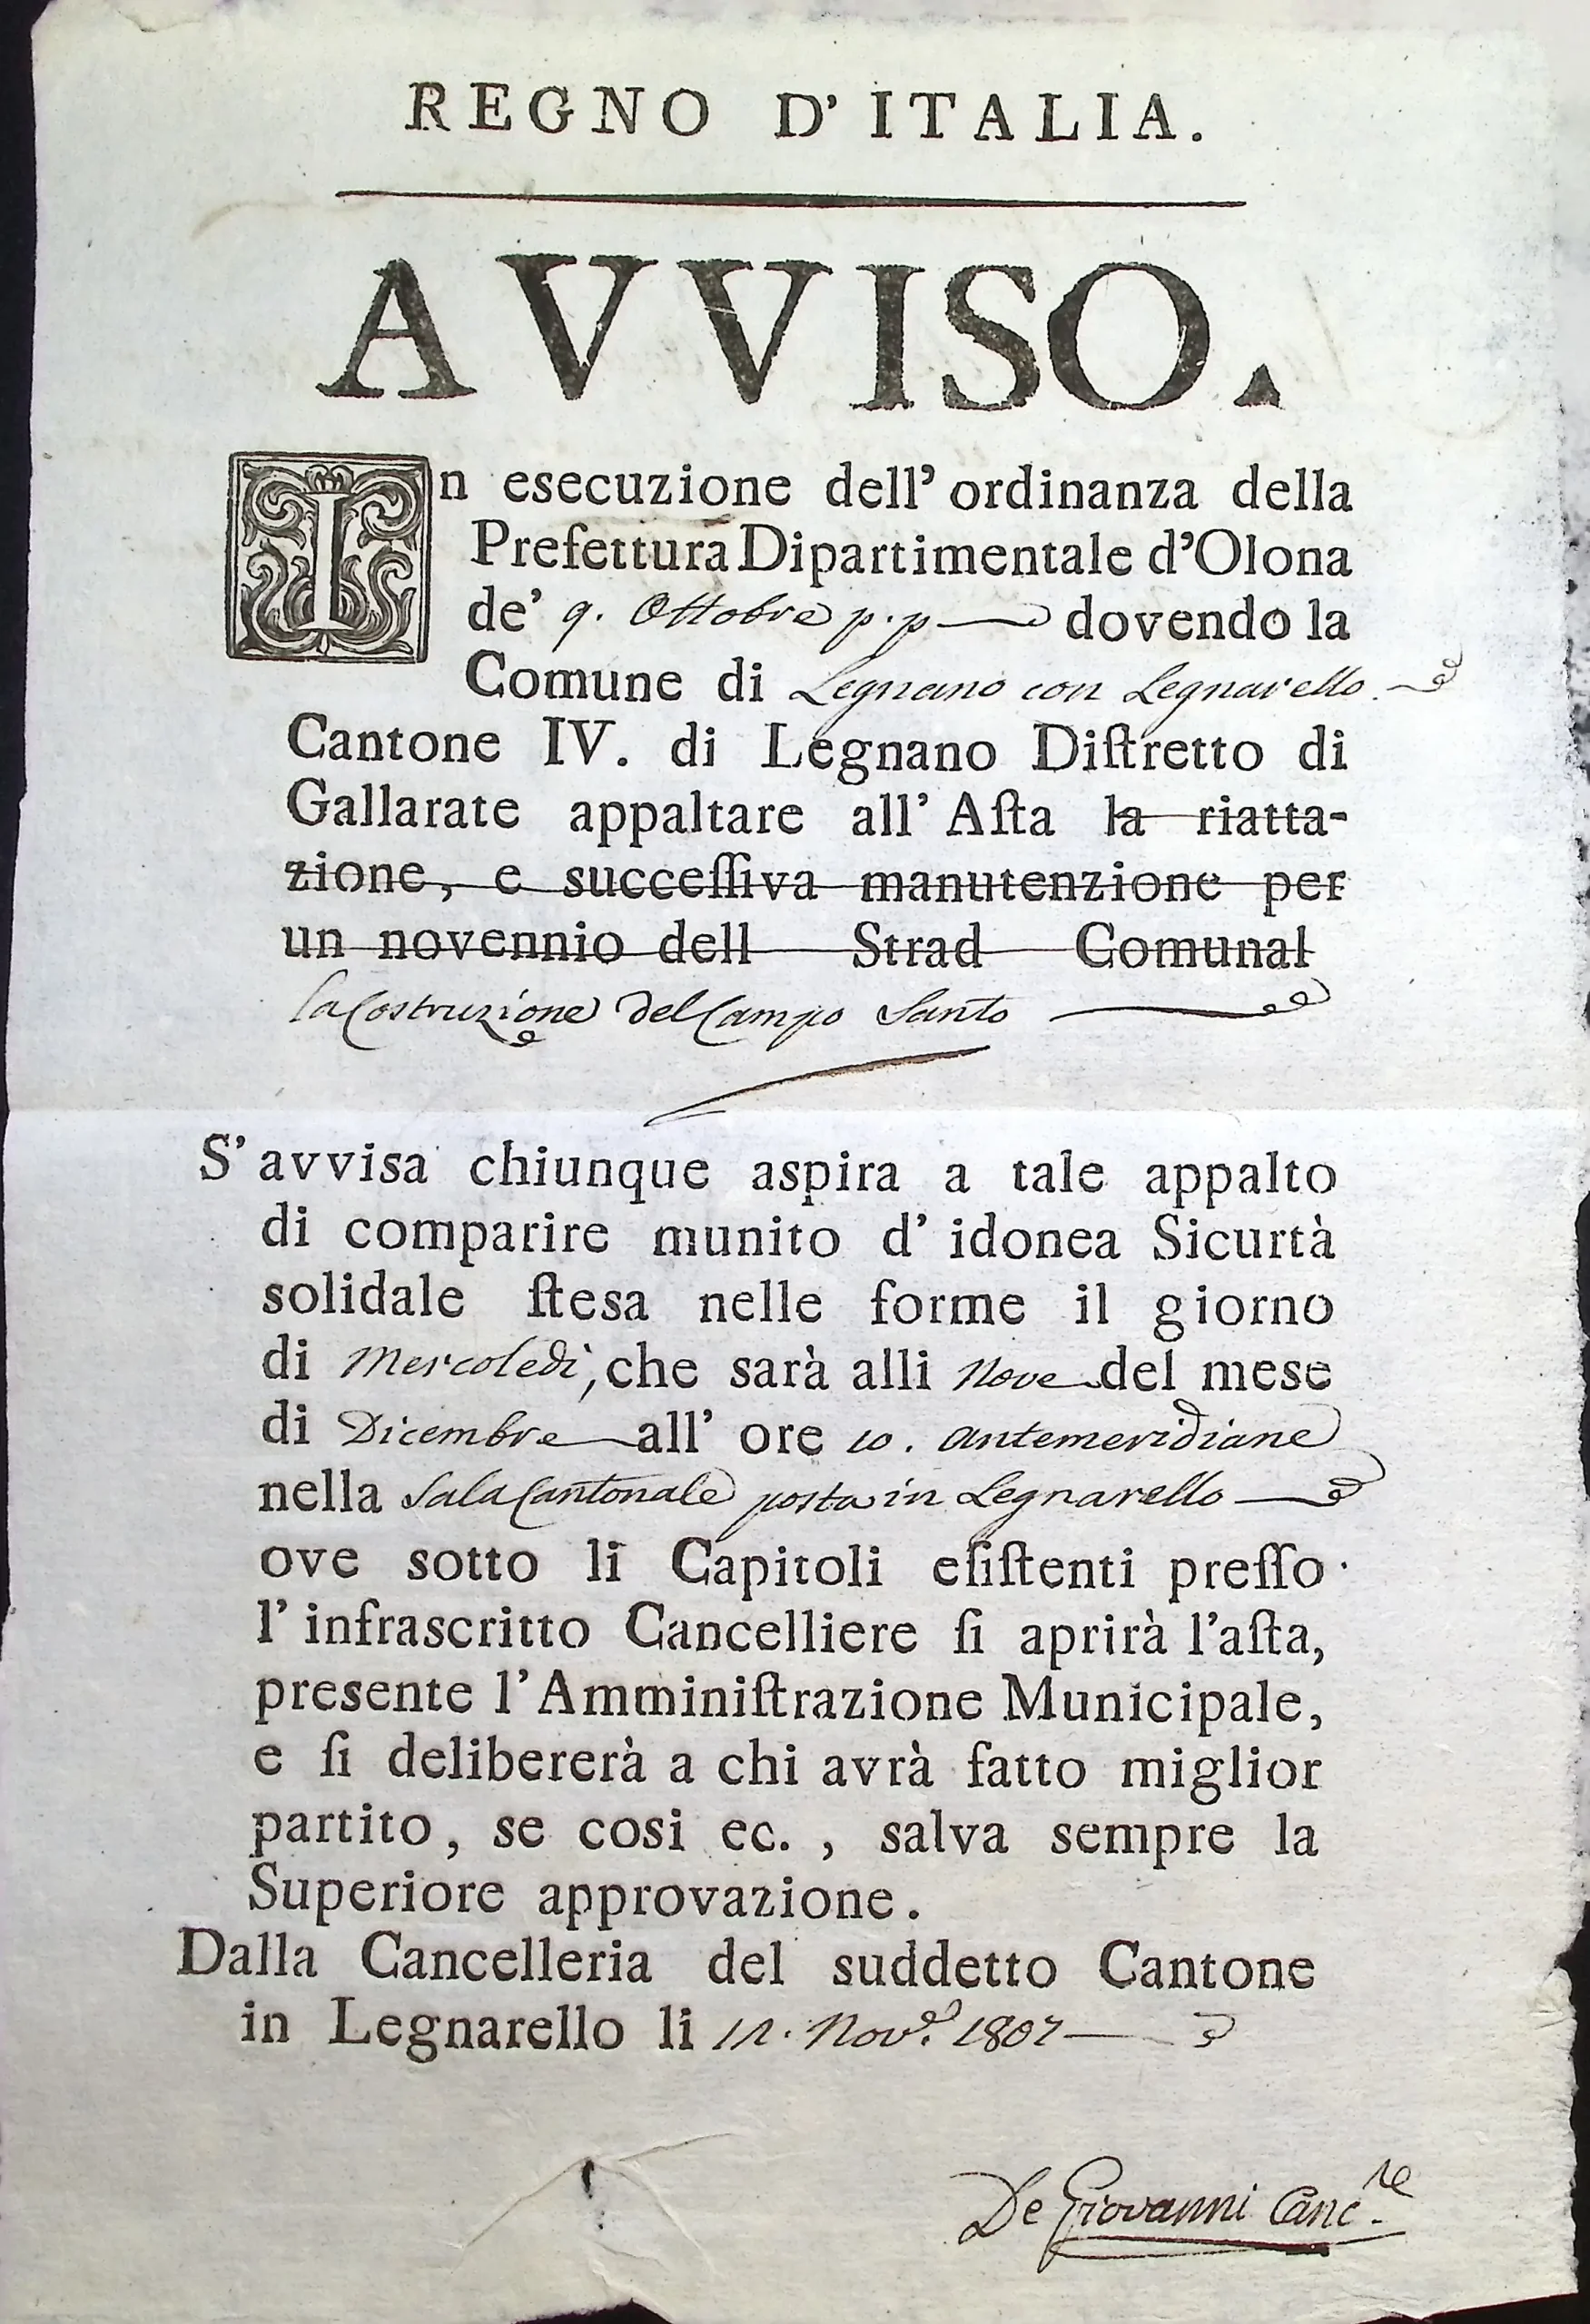 REGNO D'ITALIA.
AVVISO.
In esecuzione dell' ordinanza della
Prefettura Dipartimentale d'Olona
de' 9. Ottobre p. p dovendo la
Comune di Legnano con Legnarello.
Cantone IV. di Legnano Diſtretto di
Gallarate appaltare all' Aſta la riatta-
zione, e succeſſiva manutenzione per
un novennio dell Strad Comunal
la Costruzione del Campo Santo
S' avvisa chiunque aspira a tale appalto
di comparire munito d' idonea Sicurtà
solidale ſtesa nelle forme il giorno
di Mercoledì, che sarà alli Nove del mese
di Dicembre all' ore 10. antemeridiane
nella Sala Cantonale posta in Legnarello
ove sotto li Capitoli eſiſtenti preſſo
l' infrascritto Cancelliere ſi aprirà l'aſta,
presente l' Amminiſtrazione Municipale,
e ſi delibererà a chi avrà fatto miglior
partito, se cosi ec. , salva sempre la
Superiore approvazione.
Dalla Cancelleria del suddetto Cantone
in Legnarello li Nov.e 1807
De Giovanni Canc.re